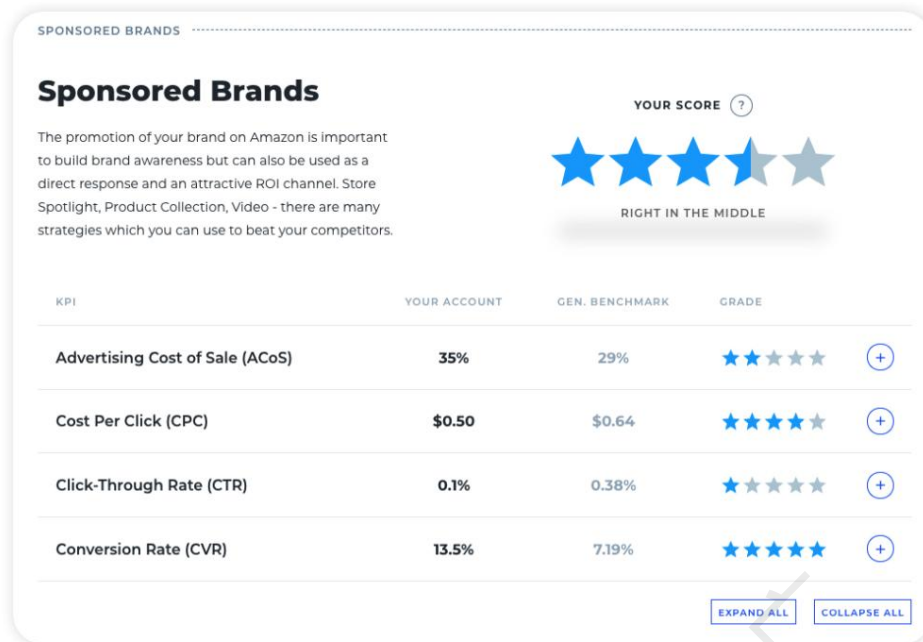 SPONSORED BRANDS
Sponsored Brands
The promotion of your brand on Amazon is important
to build brand awareness but can also be used as a
direct response and an attractive ROI channel. Store
Spotlight, Product Collection, Video - there are many
strategies which you can use to beat your competitors.
YOUR SCORE ?
RIGHT IN THE MIDDLE
KPI YOUR ACCOUNT GEN. BENCHMARK GRADE
Advertising Cost of Sale (ACoS) 35% 29% +
Cost Per Click (CPC) $0.50 $0.64 +
Click-Through Rate (CTR) 0.1% 0.38% +
Conversion Rate (CVR) 13.5% 7.19% +
EXPAND ALL COLLAPSE ALL